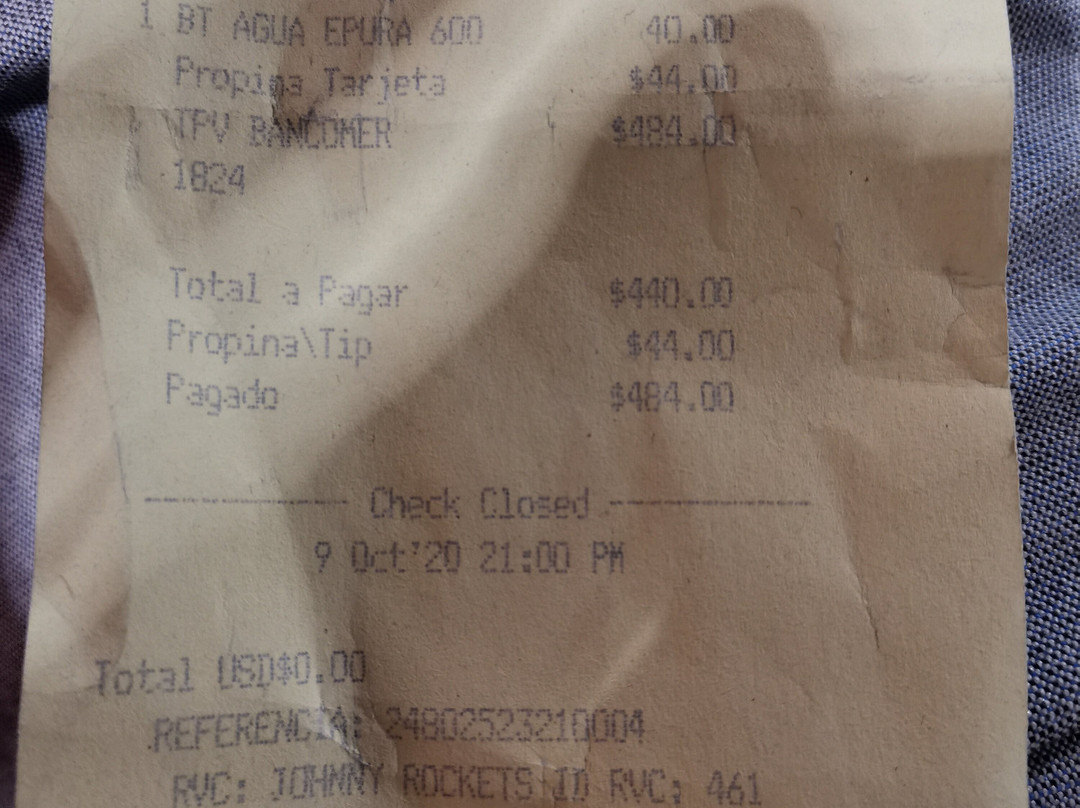 1 BT AGUA EPURA 600 40.00
Propina Tarjeta $44.00
TPV BANCOMER $484.00
1824
Total a Pagar $440.00
Propina\Tip $44.00
Pagado $484.00
------------ Check Closed ------------
9 Oct'20 21:00 PM
Total USD$0.00
REFERENCIA: 24802523210004
RVC: JOHNNY ROCKETS ID RVC: 461